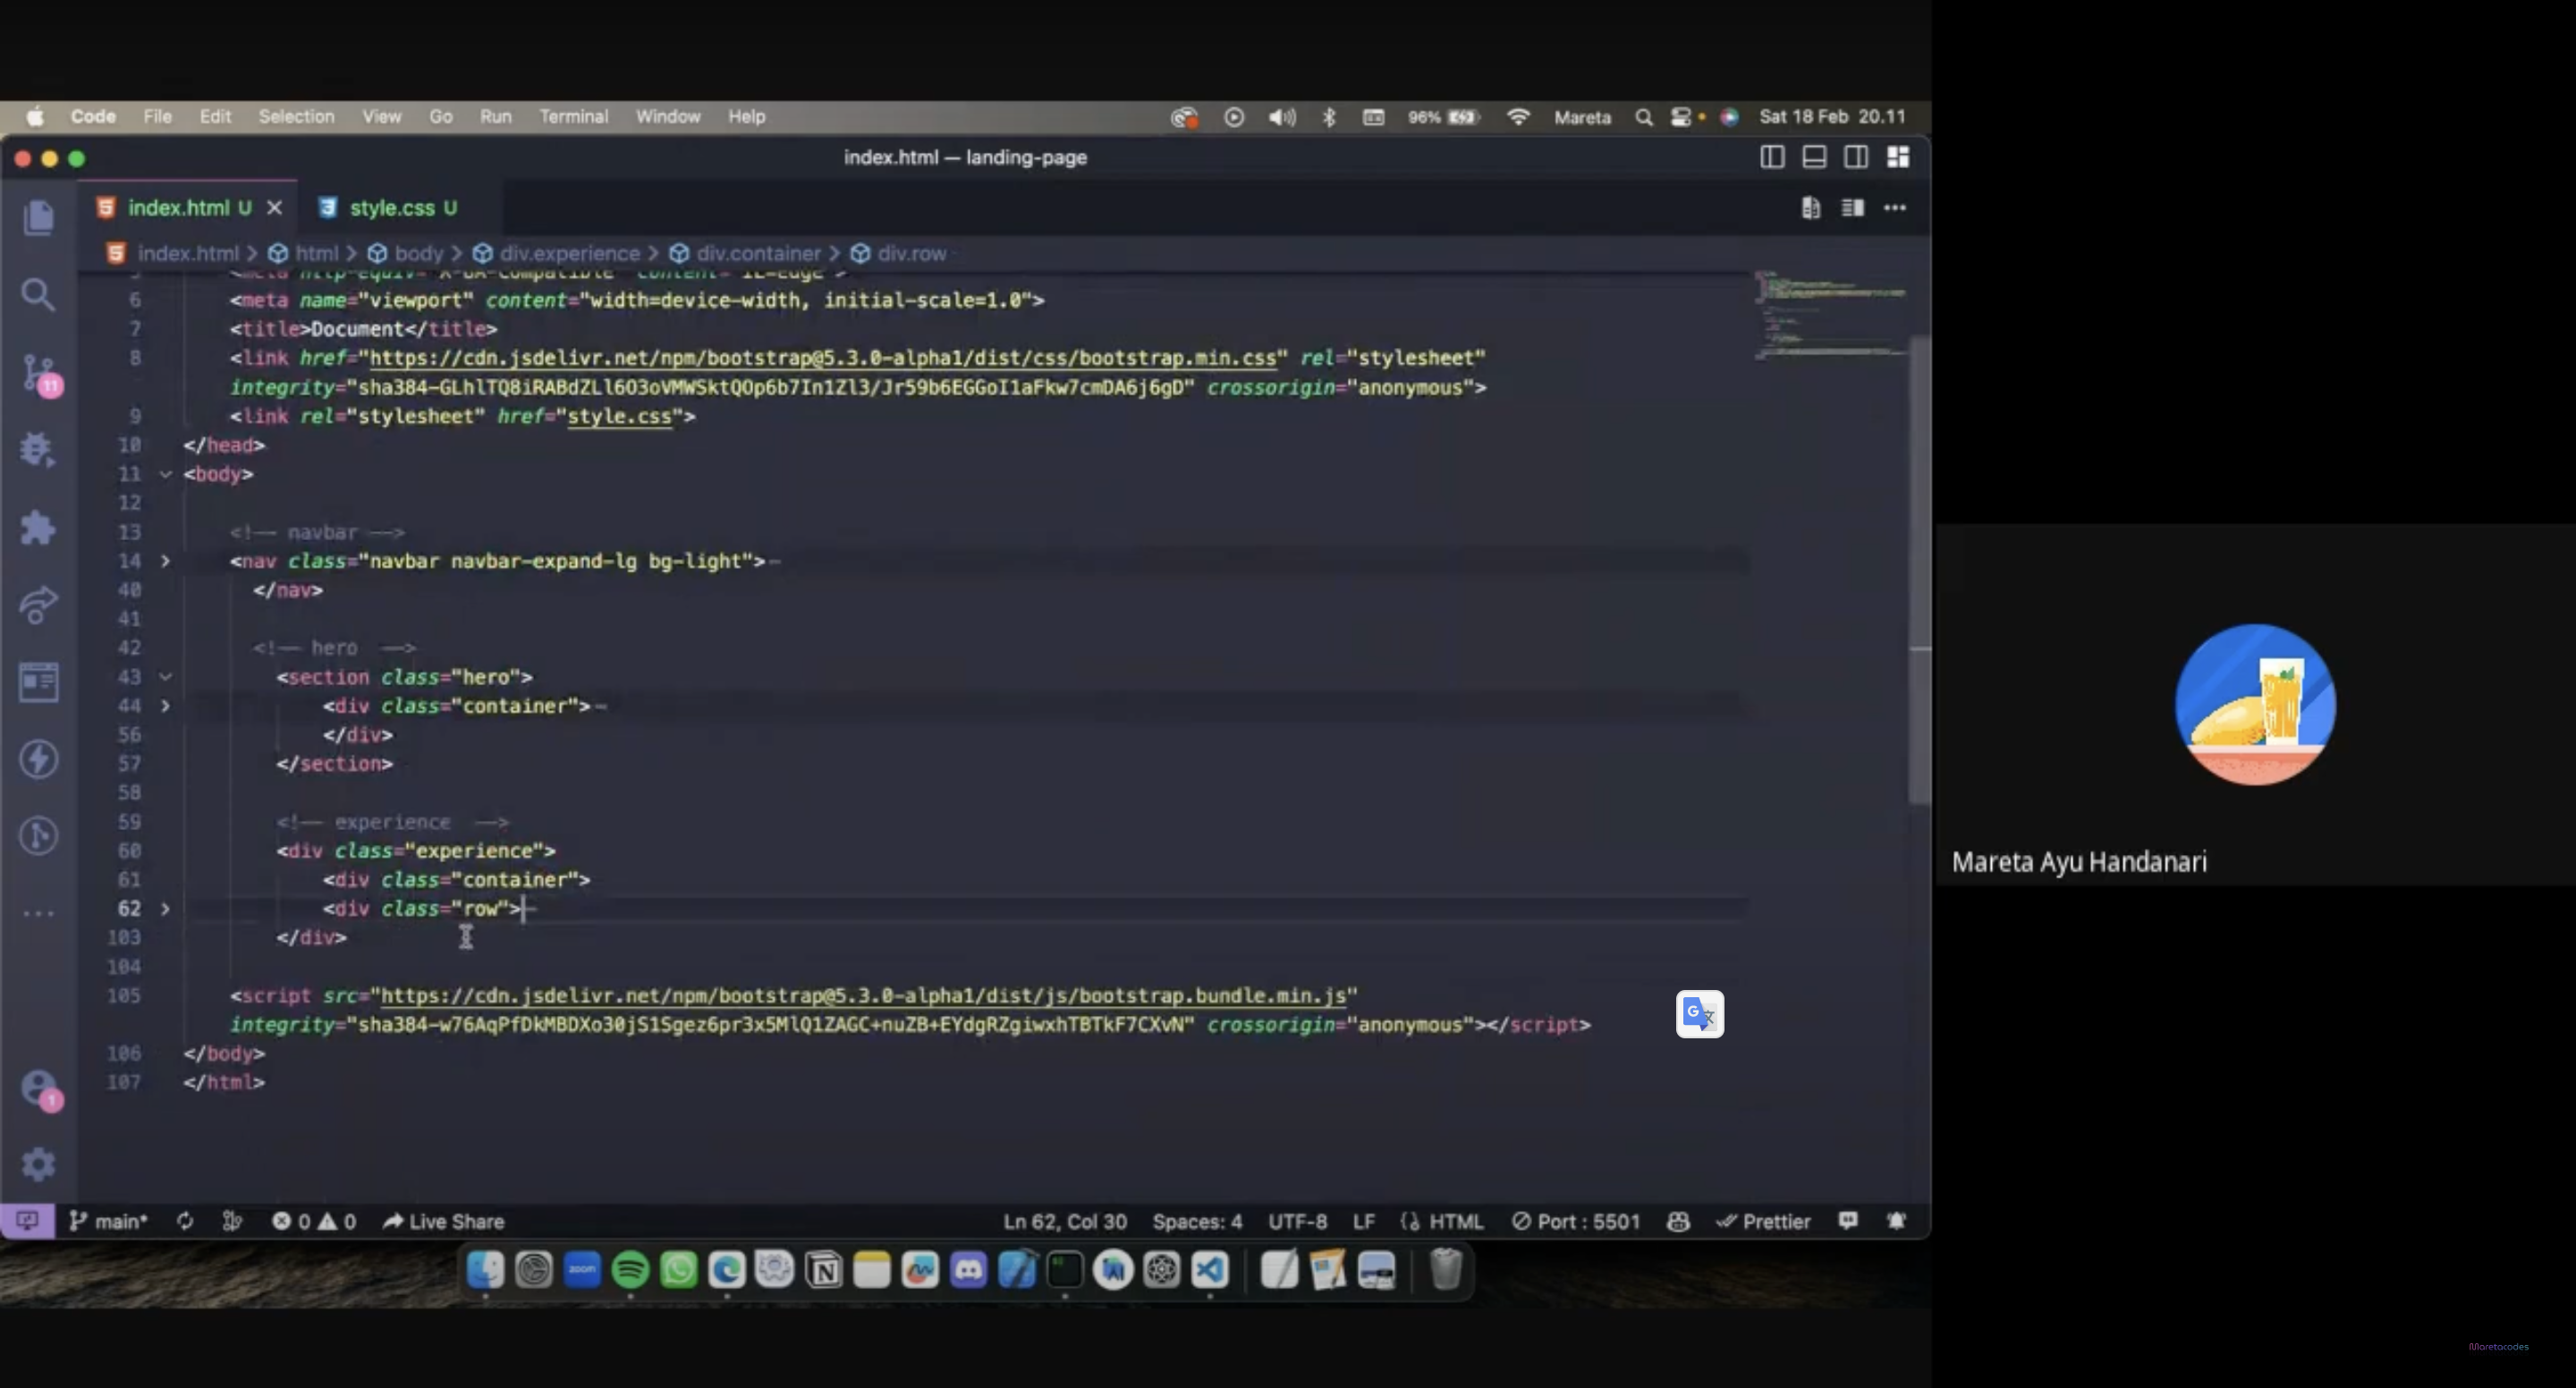 Code File Edit Selection View Go Run Terminal Window Help 96% Mareta Sat 18 Feb 20.11
index.html — landing-page
index.html U style.css U
index.html > html > body > div.experience > div.container > div.row
6 <meta name="viewport" content="width=device-width, initial-scale=1.0">
7 <title>Document</title>
8 <link href="https://cdn.jsdelivr.net/npm/bootstrap@5.3.0-alpha1/dist/css/bootstrap.min.css" rel="stylesheet"
integrity="sha384-GLhlTQ8iRABdZLl6O3oVMWSktQOp6b7In1Zl3/Jr59b6EGGoI1aFkw7cmDA6j6gD" crossorigin="anonymous">
9 <link rel="stylesheet" href="style.css">
10 </head>
11 <body>
12
13 <!-- navbar -->
14 <nav class="navbar navbar-expand-lg bg-light">
40 </nav>
41
42 <!-- hero -->
43 <section class="hero">
44 <div class="container">
56 </div>
57 </section>
58
59 <!-- experience -->
60 <div class="experience">
61 <div class="container">
62 <div class="row">
103 </div>
104
105 <script src="https://cdn.jsdelivr.net/npm/bootstrap@5.3.0-alpha1/dist/js/bootstrap.bundle.min.js"
integrity="sha384-w76AqPfDkMBDXo30jS1Sgez6pr3x5MlQ1ZAGC+nuZB+EYdgRZgiwxhTBTkF7CXvN" crossorigin="anonymous"></script>
106 </body>
107 </html>
11
1
main* 0 0 Live Share Ln 62, Col 30 Spaces: 4 UTF-8 LF HTML Port : 5501 Prettier
zoom
Mareta Ayu Handanari
Maretacodes